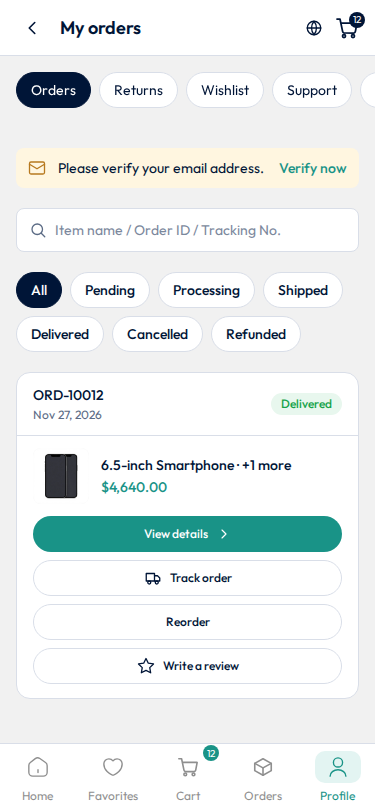 My orders
12
Orders
Returns
Wishlist
Support
Please verify your email address. Verify now
Item name / Order ID / Tracking No.
All
Pending
Processing
Shipped
Delivered
Cancelled
Refunded
ORD-10012
Nov 27, 2026
Delivered
6.5-inch Smartphone · +1 more
$4,640.00
View details
Track order
Reorder
Write a review
12
Home
Favorites
Cart
Orders
Profile